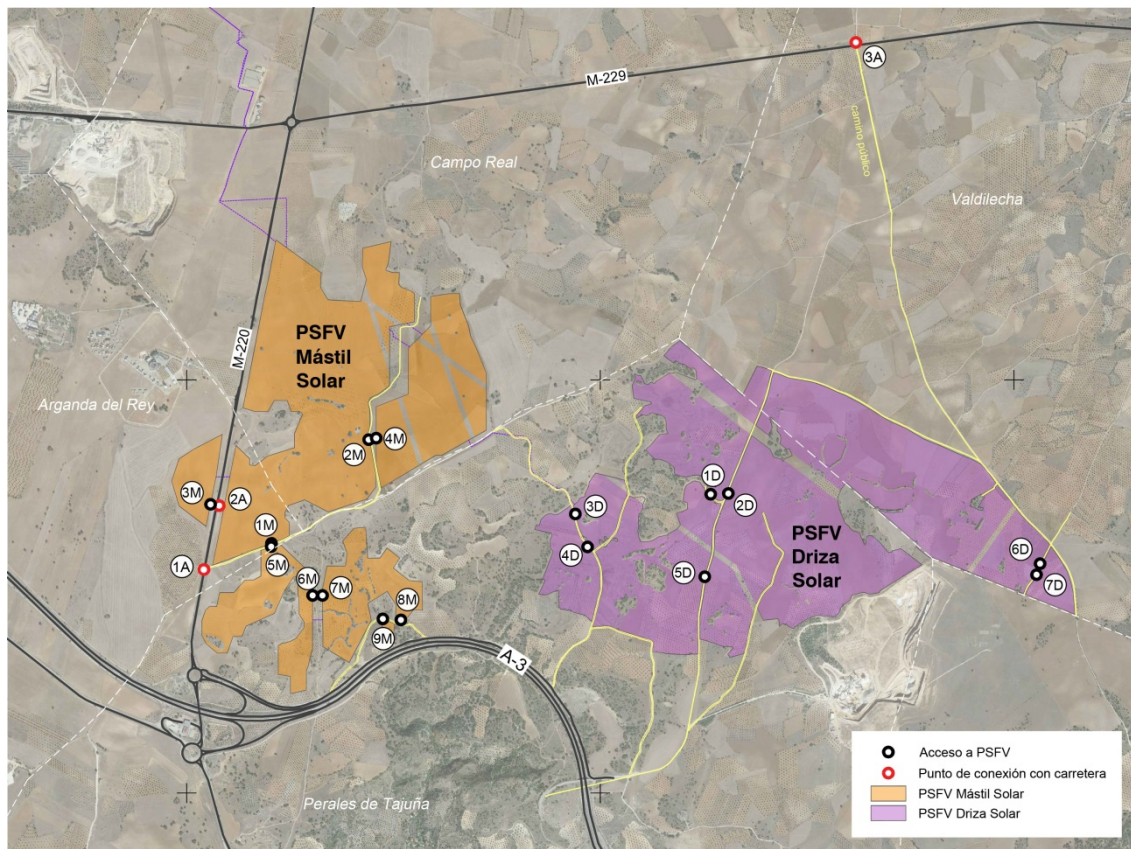 3A
M-229
camino público
Campo Real
Valdilecha
PSFV
Mástil
Solar
M-220
Arganda del Rey
2M
4M
3M
2A
1M
1A
5M
6M
7M
8M
9M
1D
2D
3D
4D
5D
PSFV
Driza
Solar
6D
7D
A-3
Perales de Tajuña
Acceso a PSFV
Punto de conexión con carretera
PSFV Mástil Solar
PSFV Driza Solar